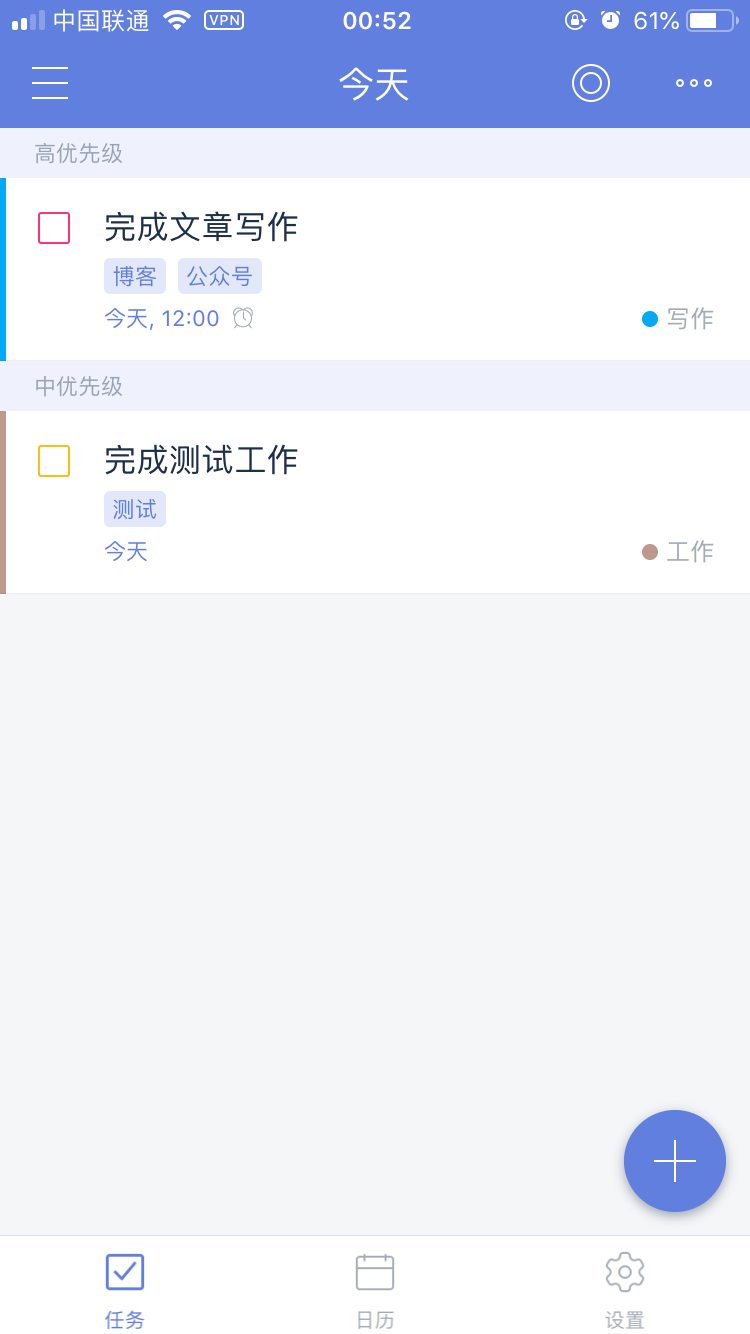 中国联通 VPN 00:52 61%
今天
高优先级
完成文章写作
博客 公众号
今天, 12:00 写作
中优先级
完成测试工作
测试
今天 工作
任务 日历 设置